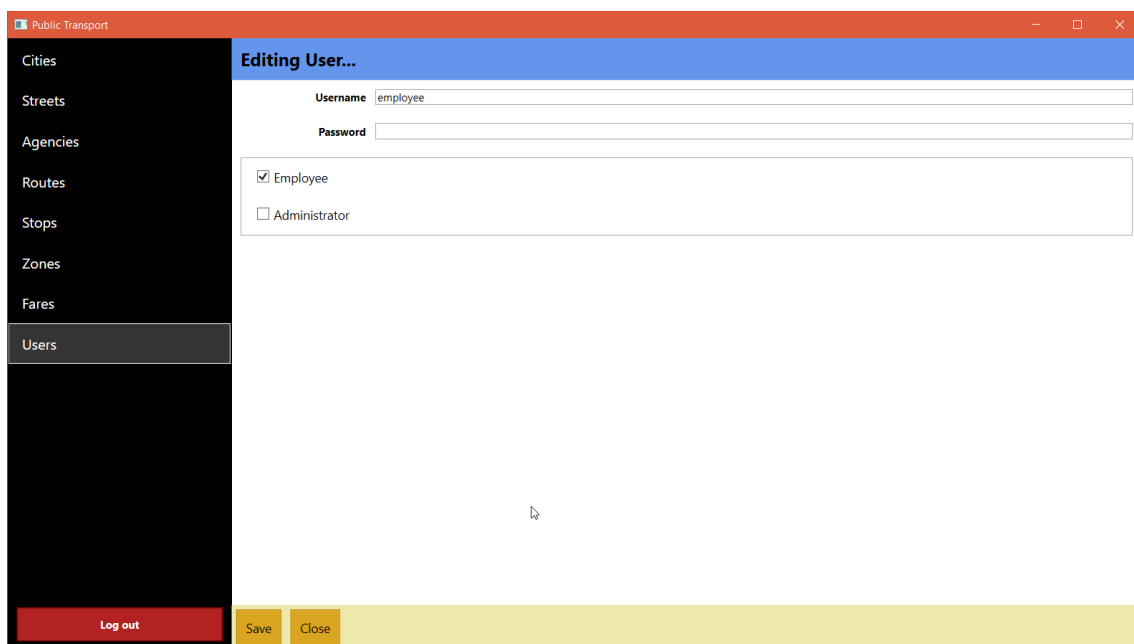 Public Transport
Cities
Streets
Agencies
Routes
Stops
Zones
Fares
Users
Log out
Editing User...
Username employee
Password
Employee
Administrator
Save Close